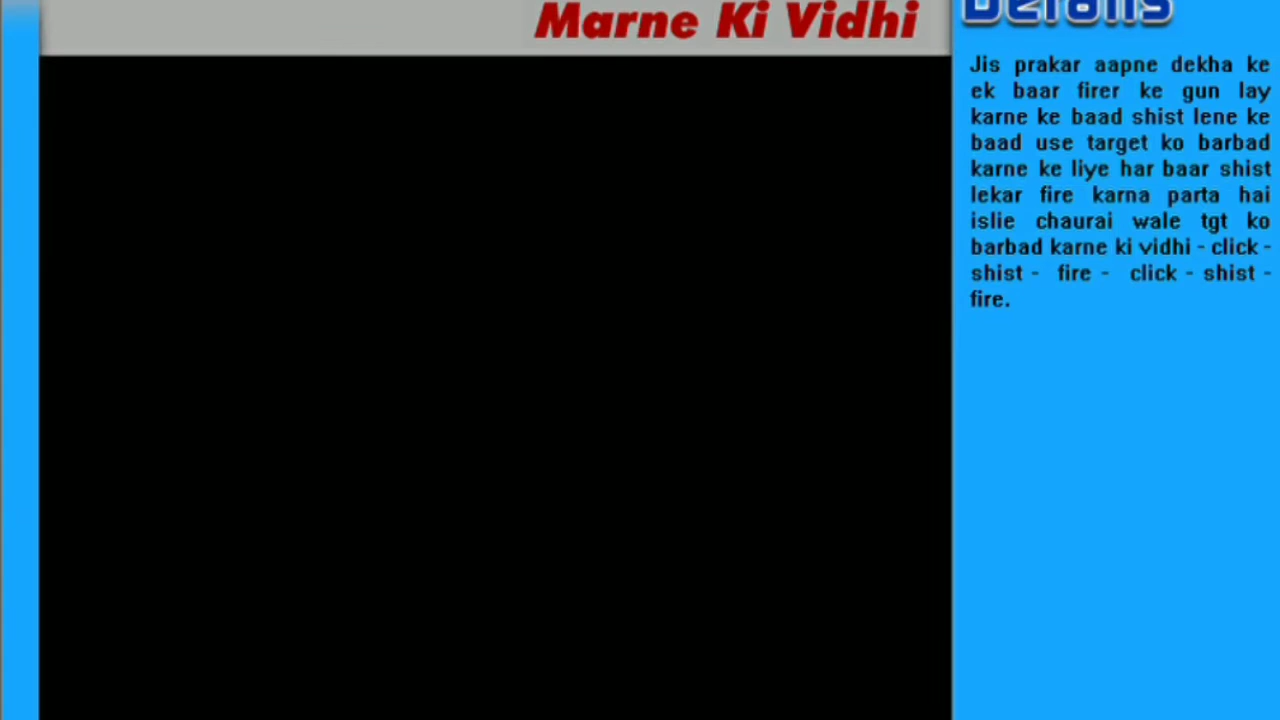 Marne Ki Vidhi
Details
Jis prakar aapne dekha ke
ek baar firer ke gun lay
karne ke baad shist lene ke
baad use target ko barbad
karne ke liye har baar shist
lekar fire karna parta hai
islie chaurai wale tgt ko
barbad karne ki vidhi - click -
shist - fire - click - shist -
fire.